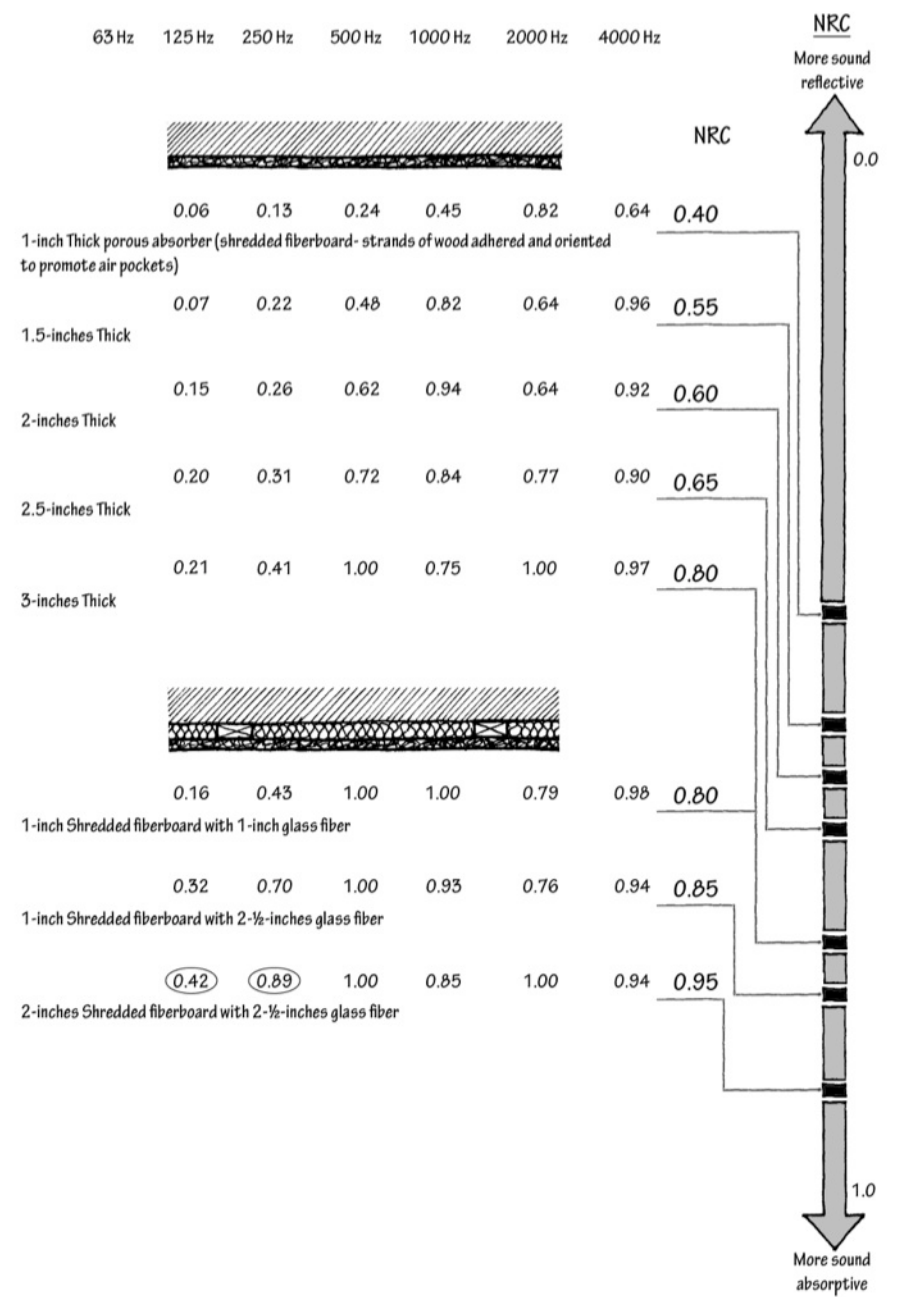 NRC
More sound
reflective
63 Hz 125 Hz 250 Hz 500 Hz 1000 Hz 2000 Hz 4000 Hz
NRC
0.0
0.06 0.13 0.24 0.45 0.82 0.64 0.40
1-inch Thick porous absorber (shredded fiberboard- strands of wood adhered and oriented
to promote air pockets)
0.07 0.22 0.48 0.82 0.64 0.96 0.55
1.5-inches Thick
0.15 0.26 0.62 0.94 0.64 0.92 0.60
2-inches Thick
0.20 0.31 0.72 0.84 0.77 0.90 0.65
2.5-inches Thick
0.21 0.41 1.00 0.75 1.00 0.97 0.80
3-inches Thick
0.16 0.43 1.00 1.00 0.79 0.98 0.80
1-inch Shredded fiberboard with 1-inch glass fiber
0.32 0.70 1.00 0.93 0.76 0.94 0.85
1-inch Shredded fiberboard with 2-½-inches glass fiber
0.42 0.89 1.00 0.85 1.00 0.94 0.95
2-inches Shredded fiberboard with 2-½-inches glass fiber
1.0
More sound
absorptive